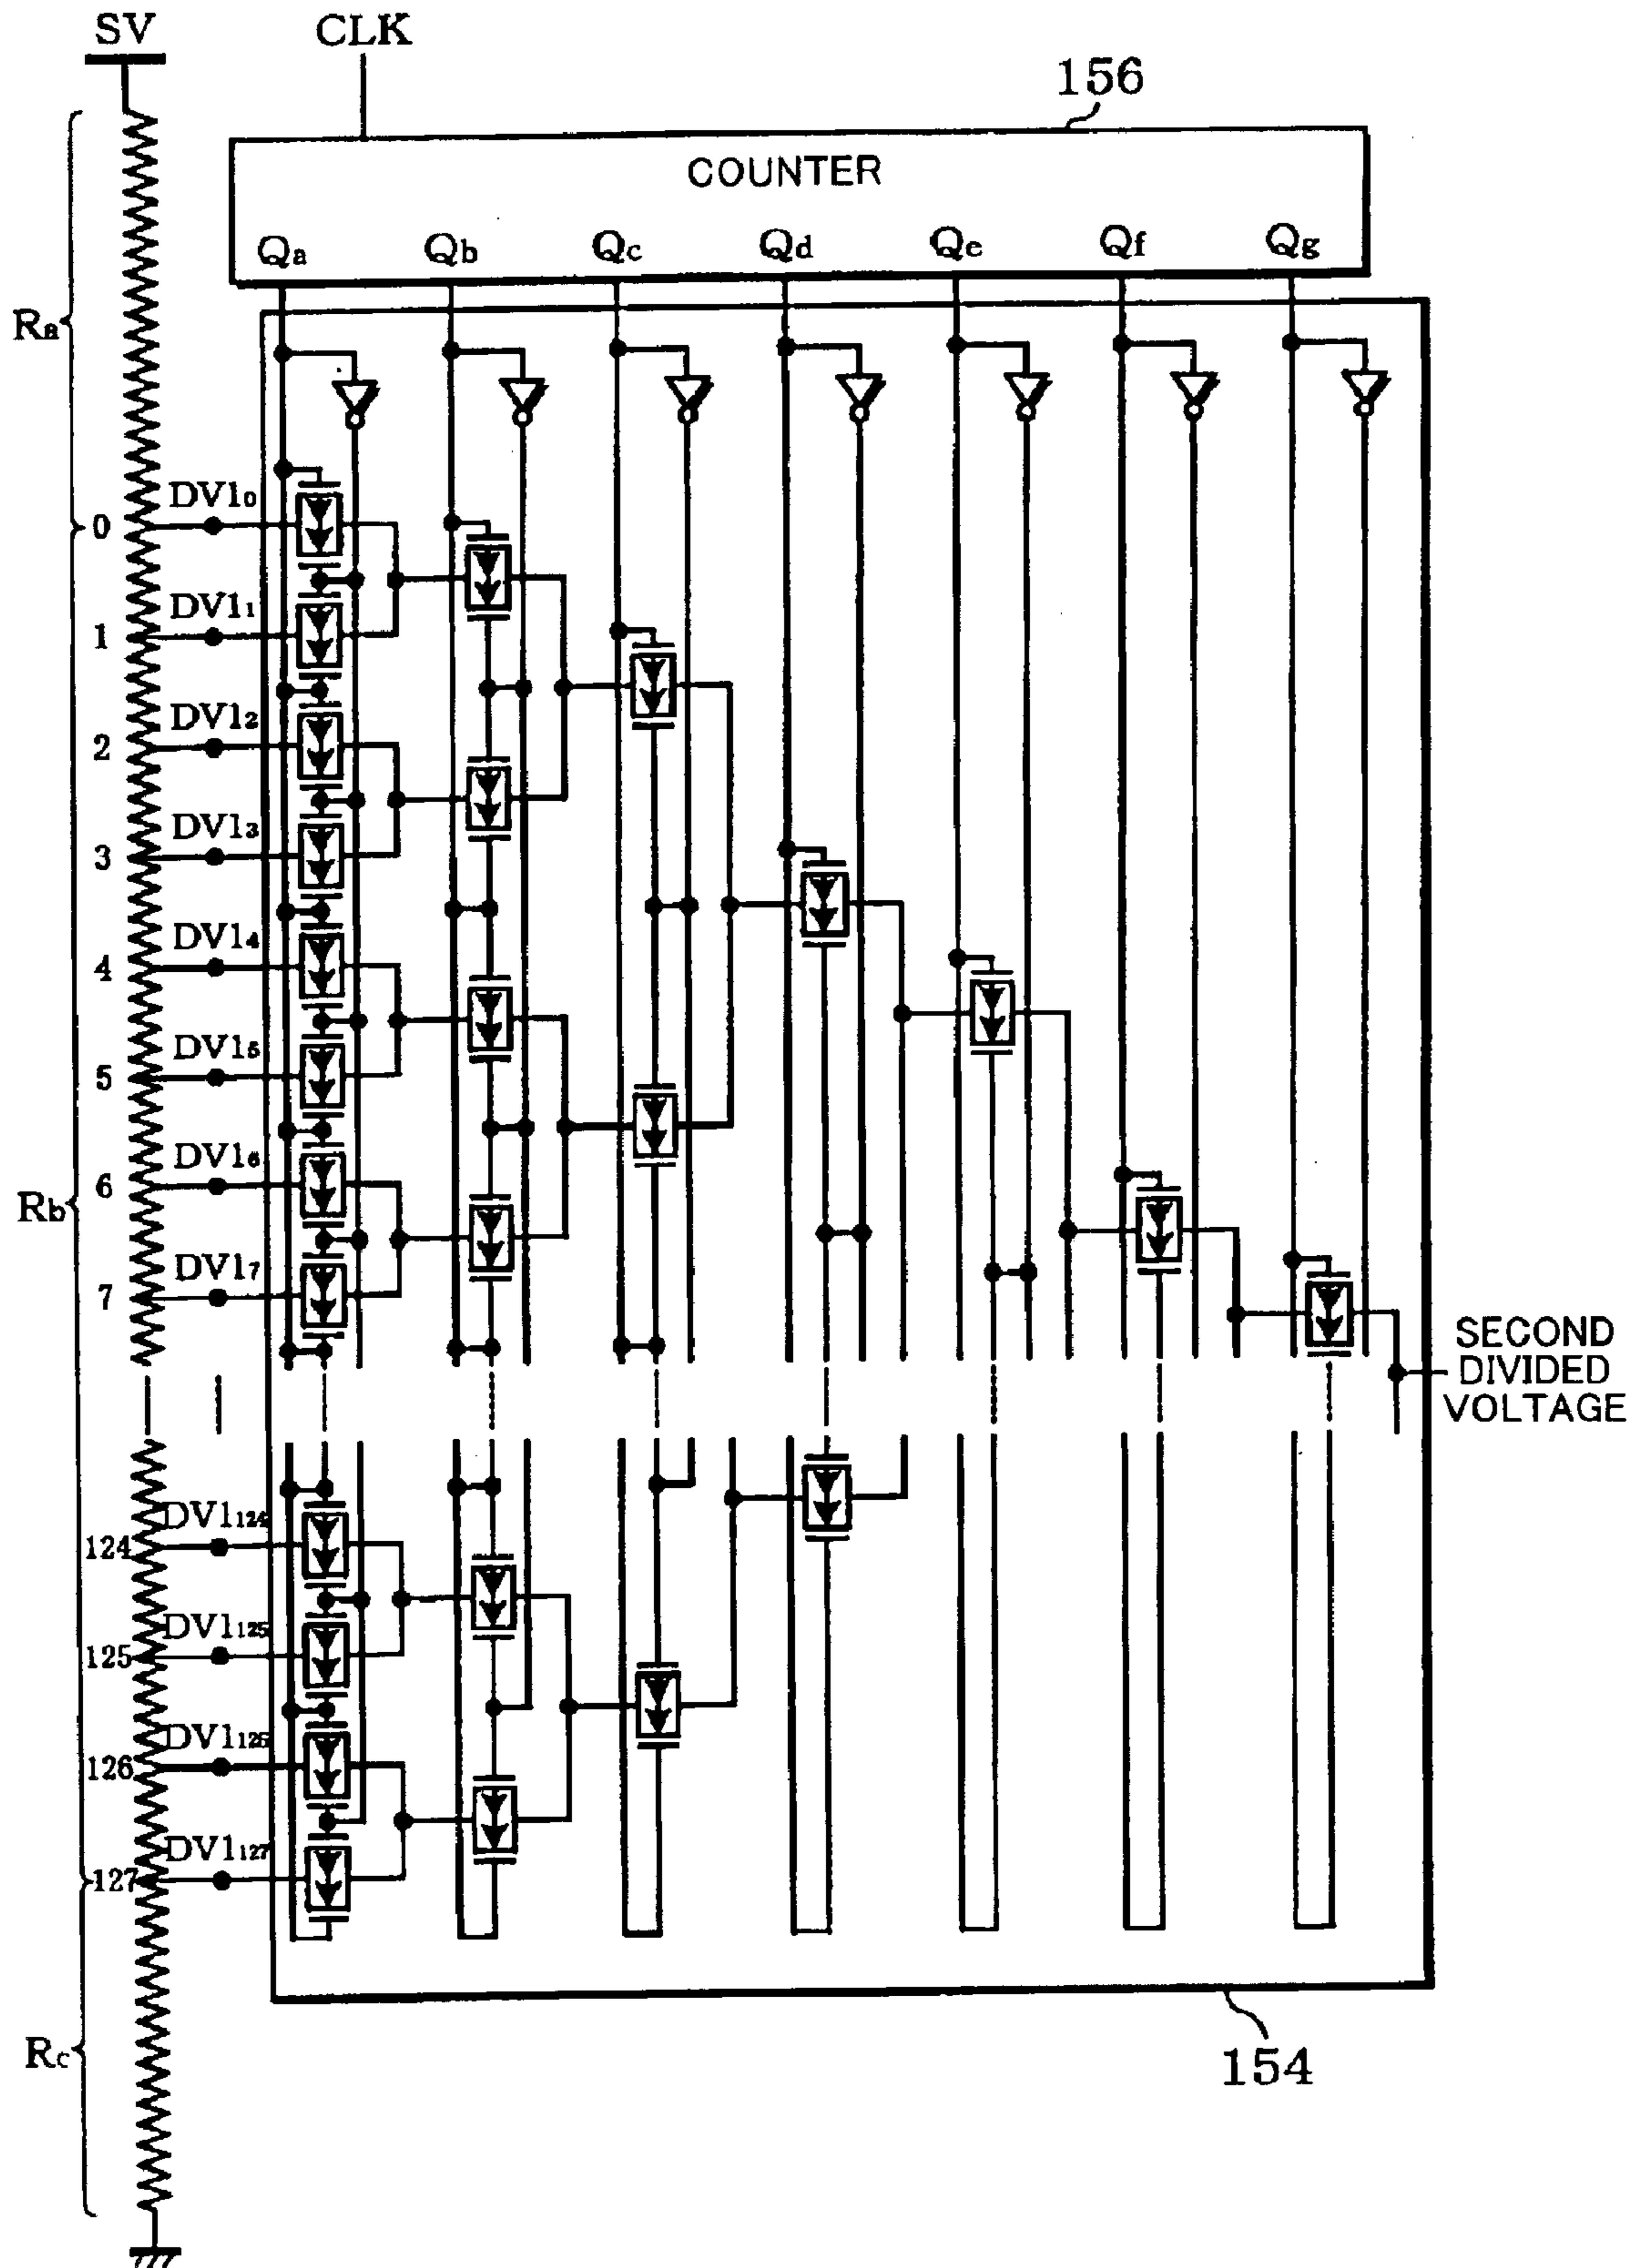 SV CLK
156
COUNTER
Qa Qb Qc Qd Qe Qf Qg
Ra
DV10
0
DV11
1
DV12
2
DV13
3
DV14
4
DV15
5
DV16
6
Rb
DV17
7
SECOND
DIVIDED
VOLTAGE
DV1124
124
DV1125
125
DV1126
126
DV1127
127
Rc
154